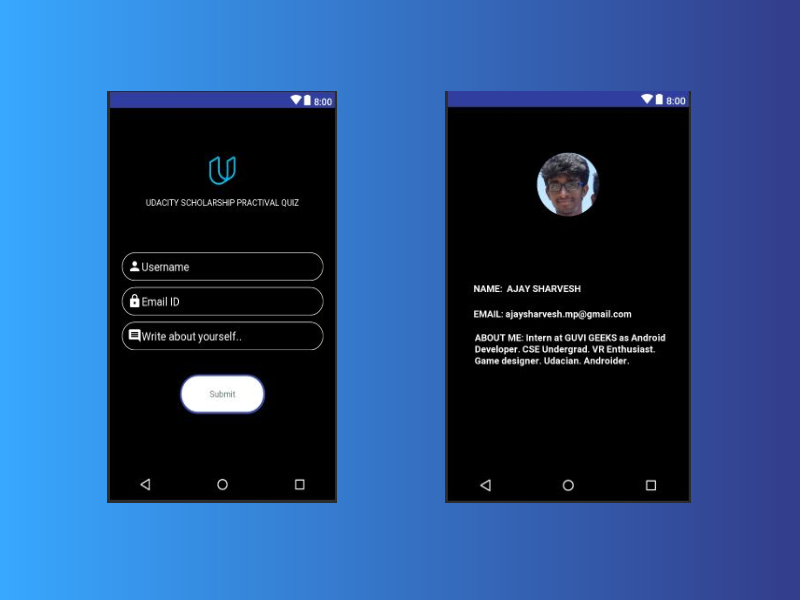 8:00
UDACITY SCHOLARSHIP PRACTIVAL QUIZ
Username
Email ID
Write about yourself..
Submit
8:00
NAME: AJAY SHARVESH
EMAIL: ajaysharvesh.mp@gmail.com
ABOUT ME: Intern at GUVI GEEKS as Android
Developer. CSE Undergrad. VR Enthusiast.
Game designer. Udacian. Androider.